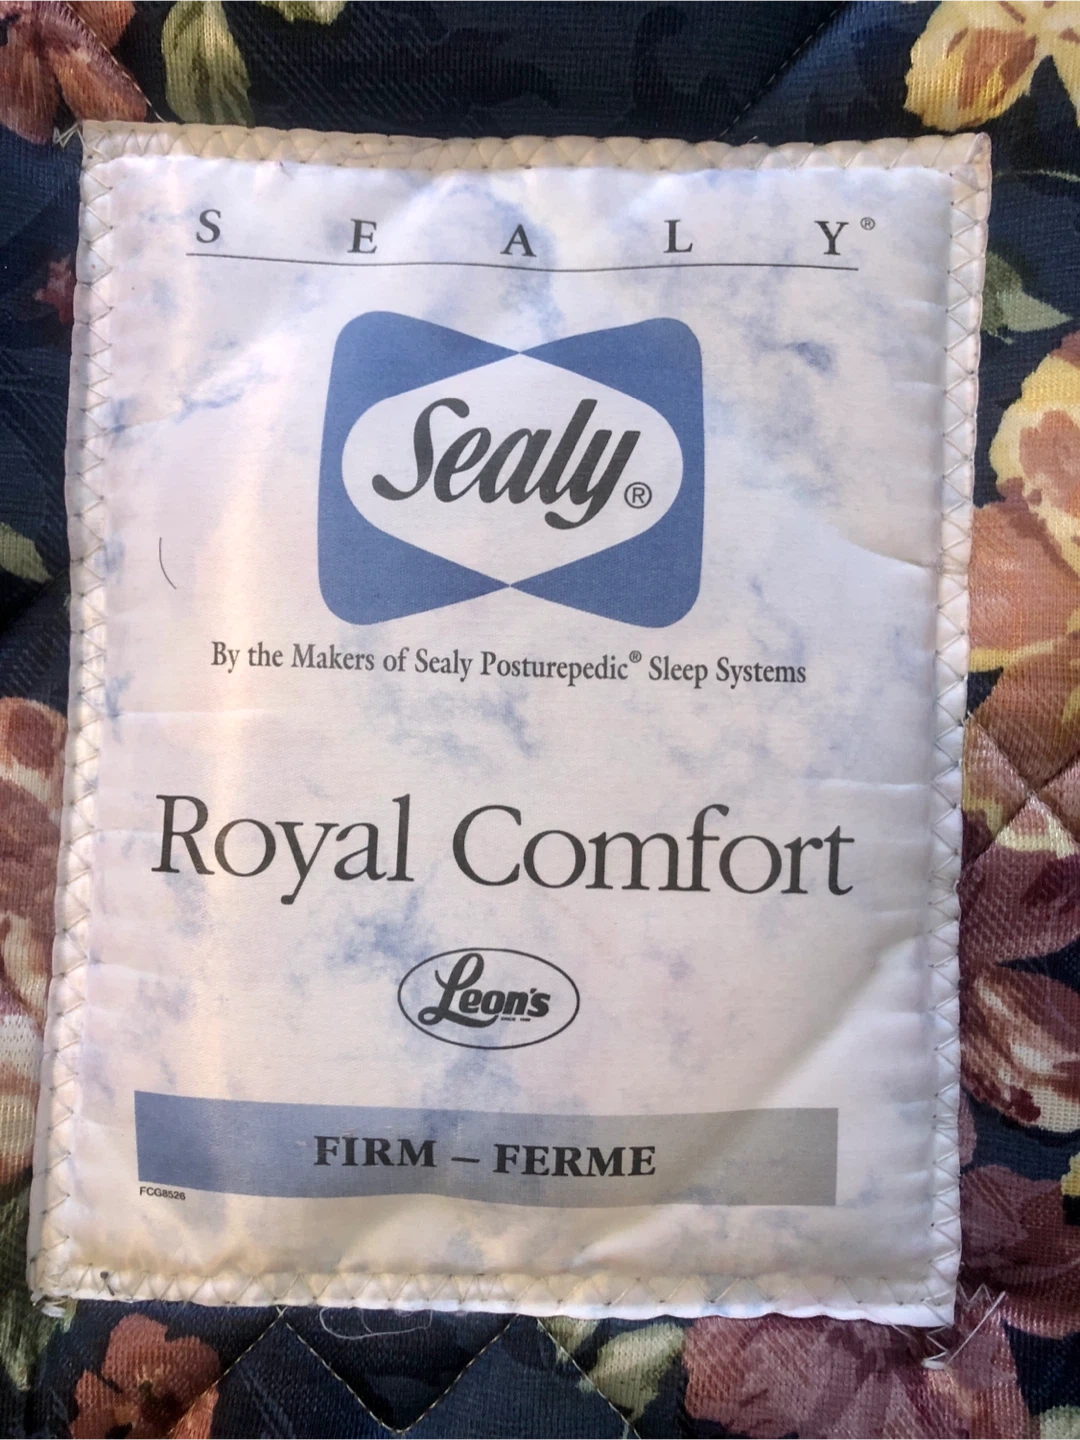 S E A L Y®
Sealy®
By the Makers of Sealy Posturepedic® Sleep Systems
Royal Comfort
Leon's
FIRM – FERME
FCG8526